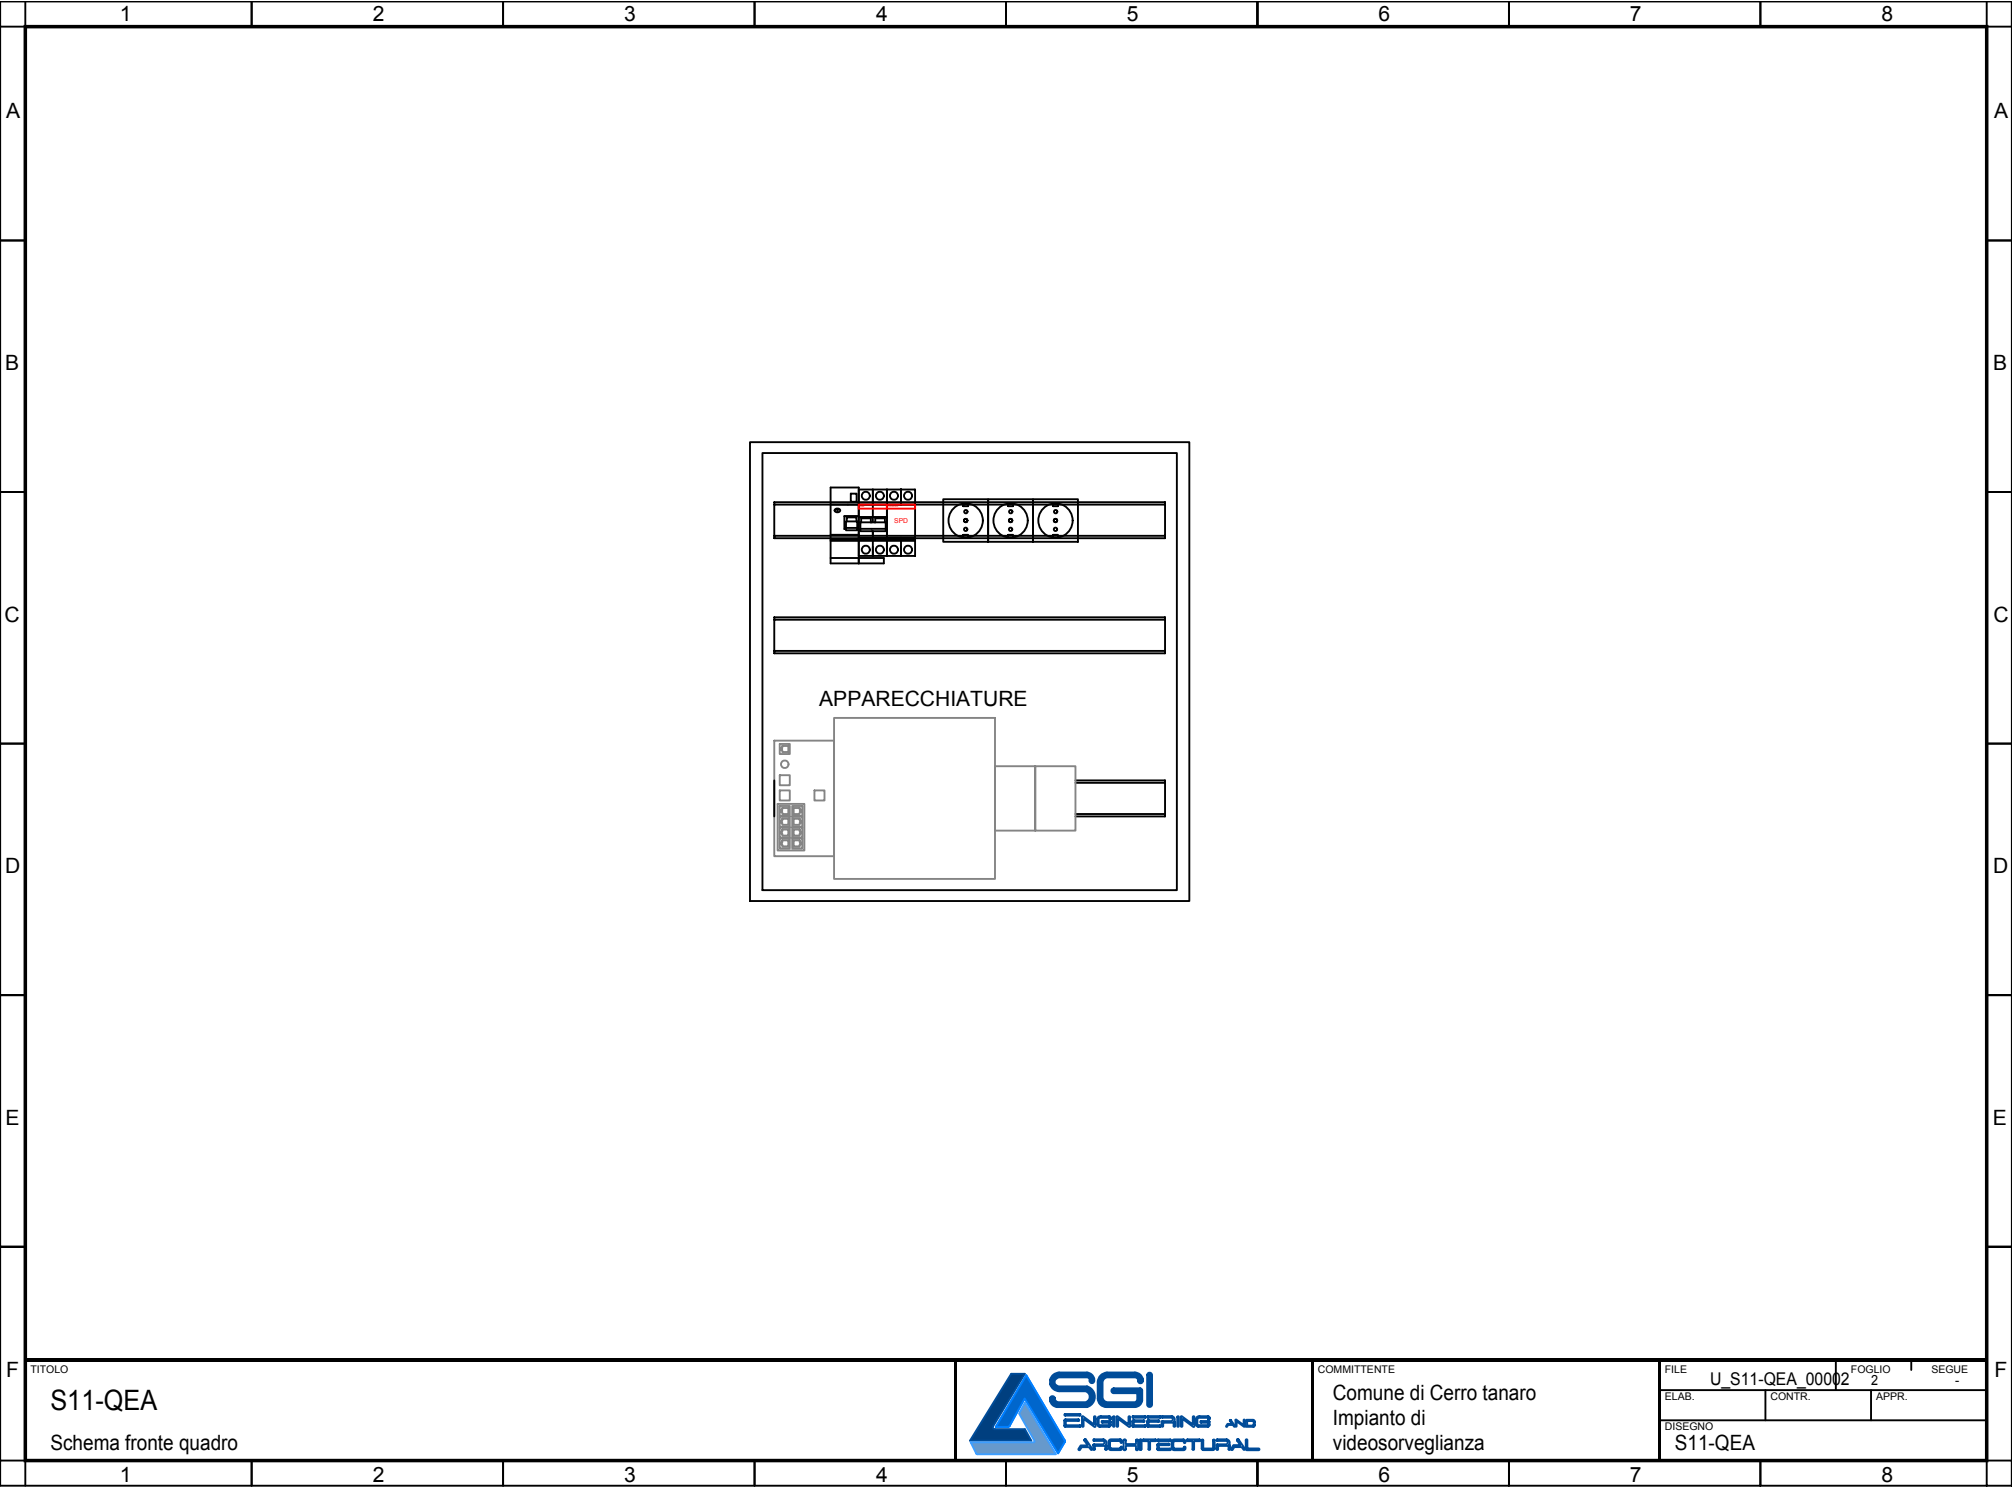 1 2 3 4 5 6 7 8
A A
B B
SPD
C C
APPARECCHIATURE
D D
E E
F F
TITOLO
S11-QEA
Schema fronte quadro
SGI
ENGINEERING AND
ARCHITECTURAL
COMMITTENTE
Comune di Cerro tanaro
Impianto di
videosorveglianza
FILE U_S11-QEA_00002 FOGLIO 2 SEGUE -
ELAB. CONTR. APPR.
DISEGNO
S11-QEA
1 2 3 4 5 6 7 8